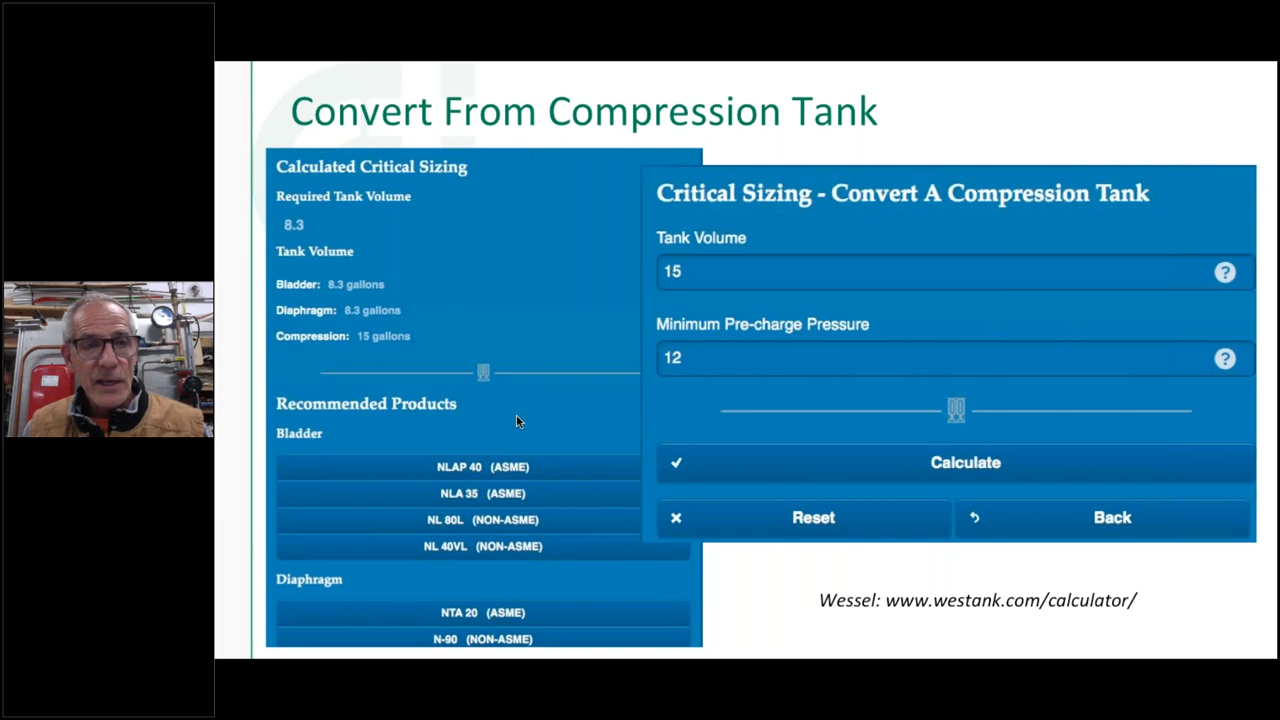 Convert From Compression Tank
Calculated Critical Sizing
Required Tank Volume
8.3
Tank Volume
Bladder: 8.3 gallons
Diaphragm: 8.3 gallons
Compression: 15 gallons
Recommended Products
Bladder
NLAP 40 (ASME)
NLA 35 (ASME)
NL 80L (NON-ASME)
NL 40VL (NON-ASME)
Diaphragm
NTA 20 (ASME)
N-90 (NON-ASME)
Critical Sizing - Convert A Compression Tank
Tank Volume
15
?
Minimum Pre-charge Pressure
12
?
Calculate
Reset
Back
Wessel: www.westank.com/calculator/